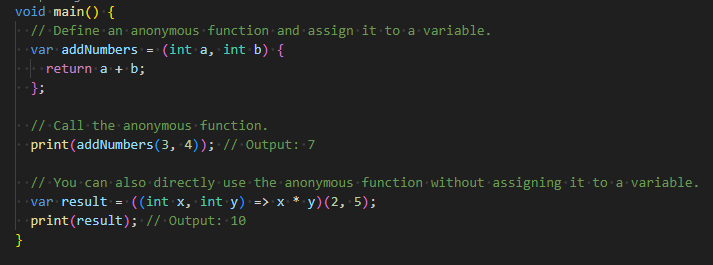 void main() {
  // Define an anonymous function and assign it to a variable.
  var addNumbers = (int a, int b) {
    return a + b;
  };

  // Call the anonymous function.
  print(addNumbers(3, 4)); // Output: 7

  // You can also directly use the anonymous function without assigning it to a variable.
  var result = ((int x, int y) => x * y)(2, 5);
  print(result); // Output: 10
}